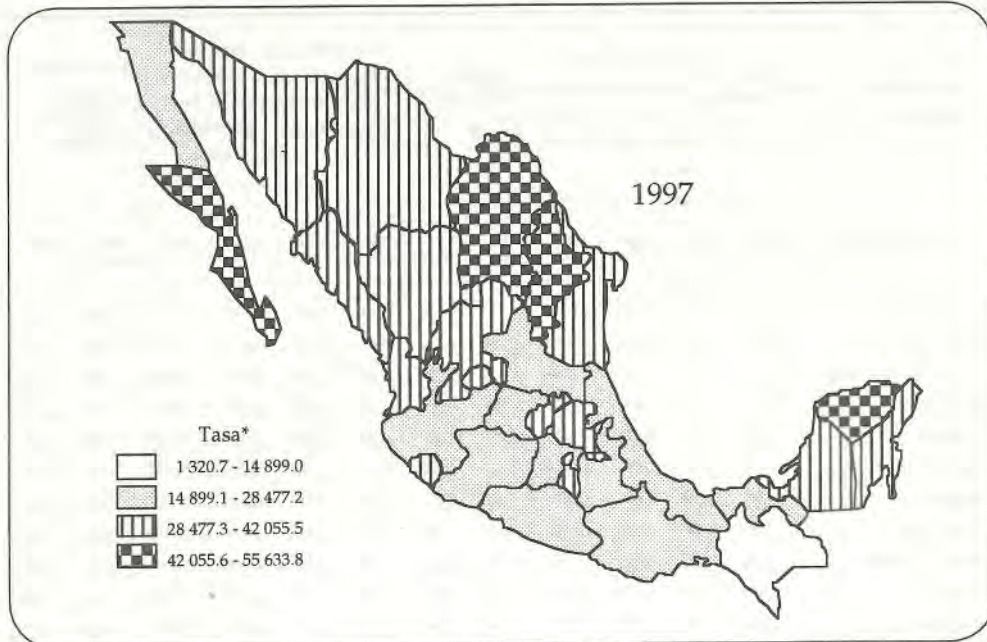 1997
Tasa*
1 320.7 - 14 899.0
14 899.1 - 28 477.2
28 477.3 - 42 055.5
42 055.6 - 55 633.8